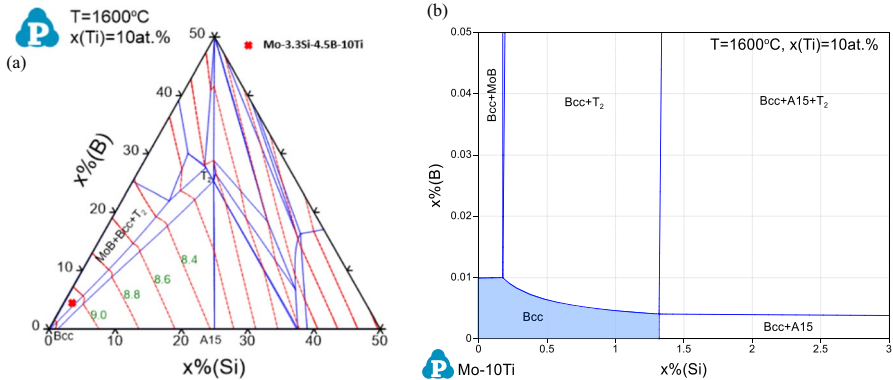 (a)
P
T=1600°C
x(Ti)=10at.%
Mo-3.3Si-4.5B-10Ti
50
40
30
20
10
0
x%(B)
T₂
MoB+Bcc+T₂
8.4
8.6
8.8
9.0
Bcc
A15
0
10
20
30
40
50
x%(Si)
(b)
0.05
0.04
0.03
0.02
0.01
0
x%(B)
T=1600°C, x(Ti)=10at.%
Bcc+MoB
Bcc+T₂
Bcc+A15+T₂
Bcc
Bcc+A15
0
0.5
1
1.5
2
2.5
3
P
Mo-10Ti
x%(Si)